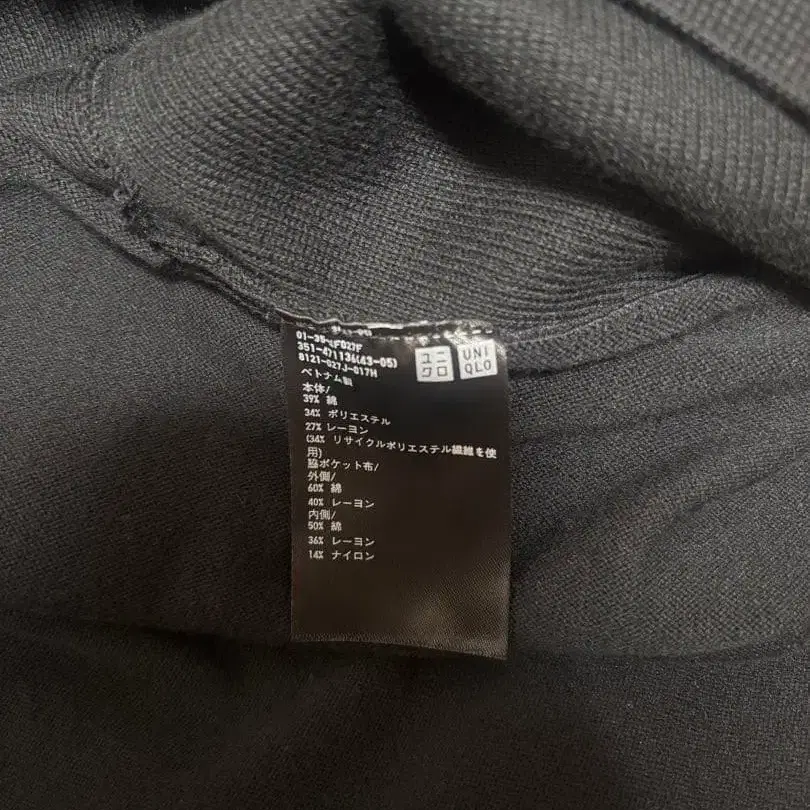 351-471136(43-05)
8121-027J-017H
ユニ
クロ
UNI
QLO
ベトナム製
本体/
39% 綿
34% ポリエステル
27% レーヨン
(34% リサイクルポリエステル繊維を使
用)
脇ポケット布/
外側/
60% 綿
40% レーヨン
内側/
50% 綿
36% レーヨン
14% ナイロン